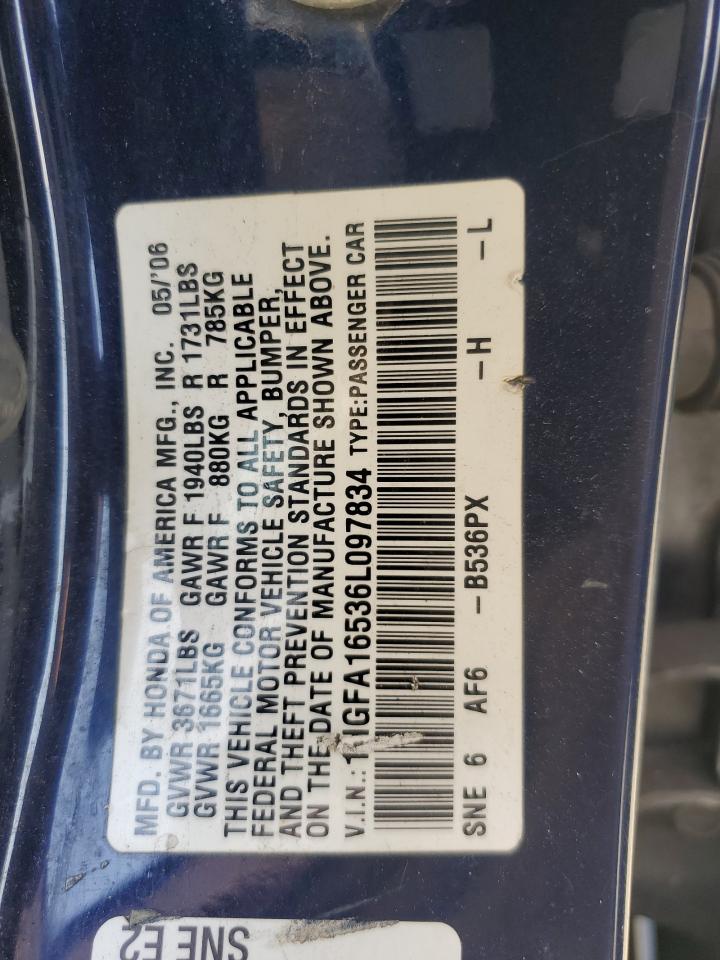 MFD. BY HONDA OF AMERICA MFG., INC. 05/'06
GVWR 3671LBS GAWR F 1940LBS R 1731LBS
GVWR 1665KG GAWR F 880KG R 785KG
THIS VEHICLE CONFORMS TO ALL APPLICABLE
FEDERAL MOTOR VEHICLE SAFETY, BUMPER,
AND THEFT PREVENTION STANDARDS IN EFFECT
ON THE DATE OF MANUFACTURE SHOWN ABOVE.
V.I.N.: 1HGFA16536L097834 TYPE:PASSENGER CAR
SNE 6 AF6 -B536PX -H -L
SNE E2